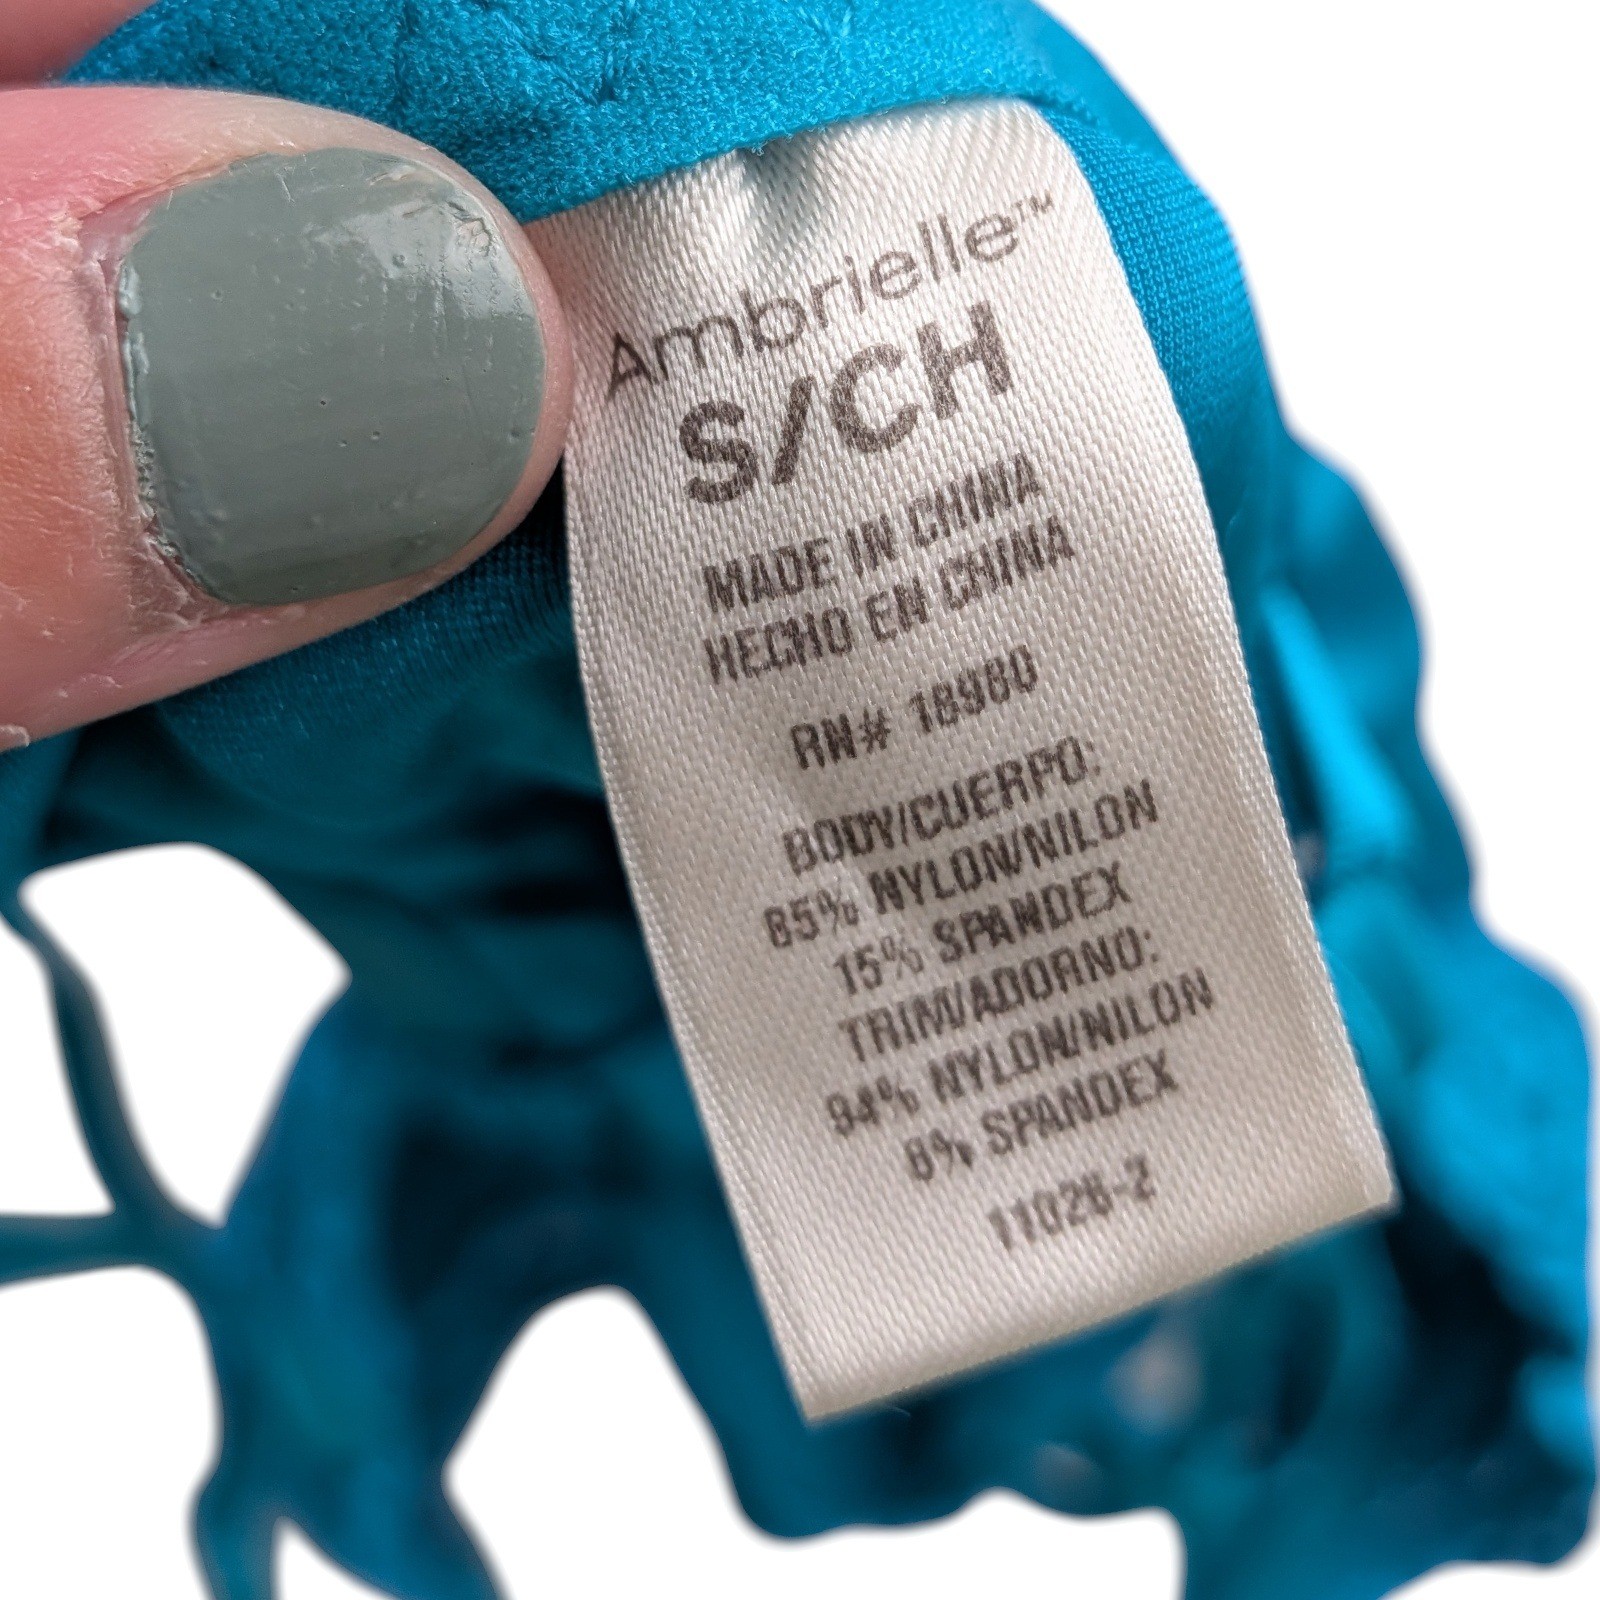 Ambrielle™
S/CH
MADE IN CHINA
HECHO EN CHINA
RN# 18980
BODY/CUERPO:
85% NYLON/NILON
15% SPANDEX
TRIM/ADORNO:
94% NYLON/NILON
6% SPANDEX
11026-2